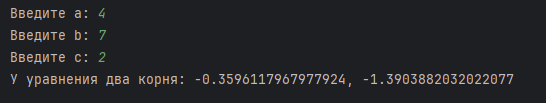 Введите a: 4
Введите b: 7
Введите c: 2
У уравнения два корня: -0.3596117967977924, -1.3903882032022077